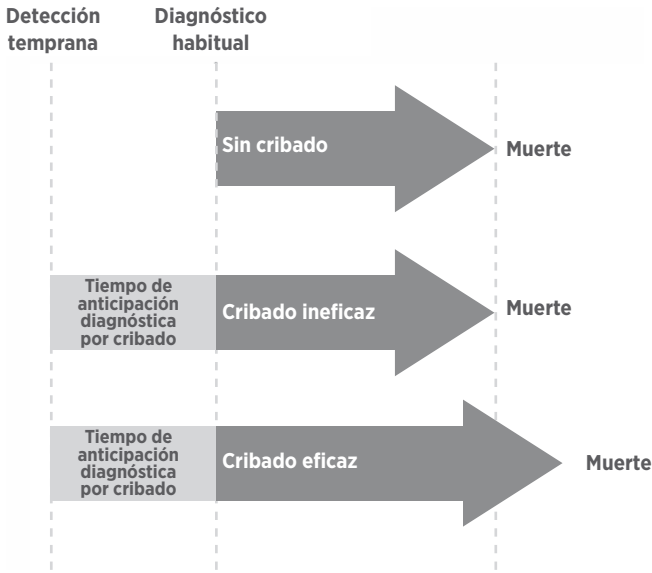 Detección
temprana
Diagnóstico
habitual
Sin cribado
Muerte
Tiempo de
anticipación
diagnóstica
por cribado
Cribado ineficaz
Muerte
Tiempo de
anticipación
diagnóstica
por cribado
Cribado eficaz
Muerte